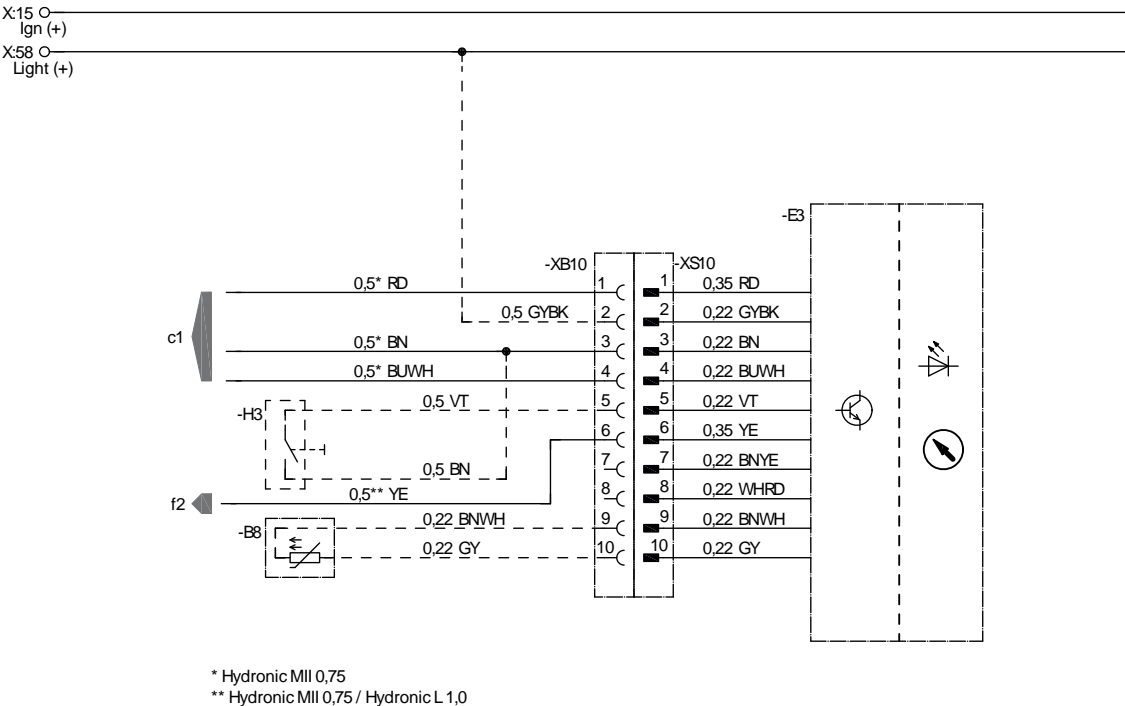 X:15
Ign (+)
X:58
Light (+)
-E3
-XB10
-XS10
0,5* RD
1
1
0,35 RD
0,5 GYBK
2
2
0,22 GYBK
c1
0,5* BN
3
3
0,22 BN
0,5* BUWH
4
4
0,22 BUWH
-H3
0,5 VT
5
5
0,22 VT
6
6
0,35 YE
0,5 BN
7
7
0,22 BNYE
f2
0,5** YE
8
8
0,22 WHRD
-B8
0,22 BNWH
9
9
0,22 BNWH
0,22 GY
10
10
0,22 GY
* Hydronic MII 0,75
** Hydronic MII 0,75 / Hydronic L 1,0